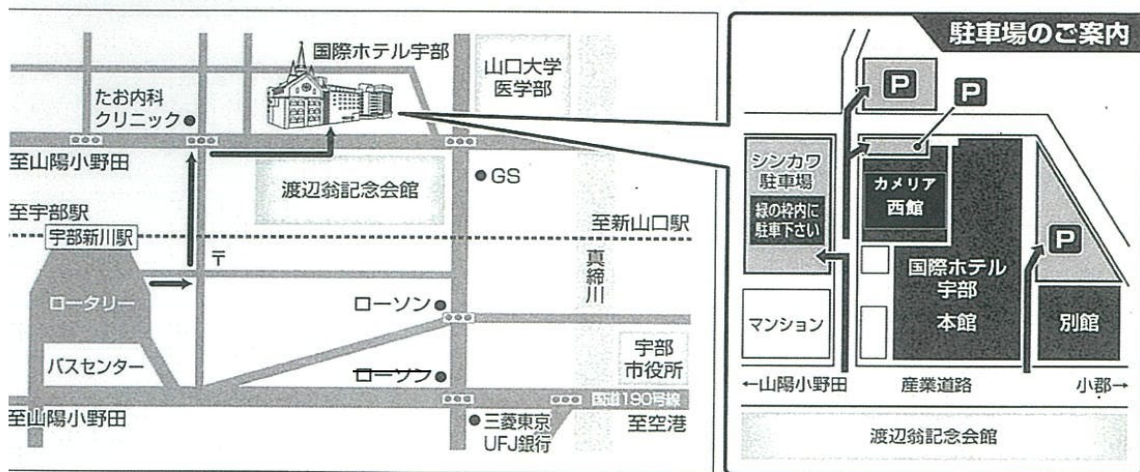 国際ホテル宇部
山口大学
医学部
たお内科
クリニック
至山陽小野田
渡辺翁記念会館
GS
至宇部駅
宇部新川駅
至新山口駅
〒
真締川
ロータリー
ローソン
バスセンター
宇部
市役所
ローソン
国道190号線
至山陽小野田
三菱東京
UFJ銀行
至空港
駐車場のご案内
P
P
シンカワ
駐車場
緑の枠内に
駐車下さい
カメリア
西館
P
国際ホテル
宇部
本館
マンション
別館
←山陽小野田
産業道路
小郡→
渡辺翁記念会館